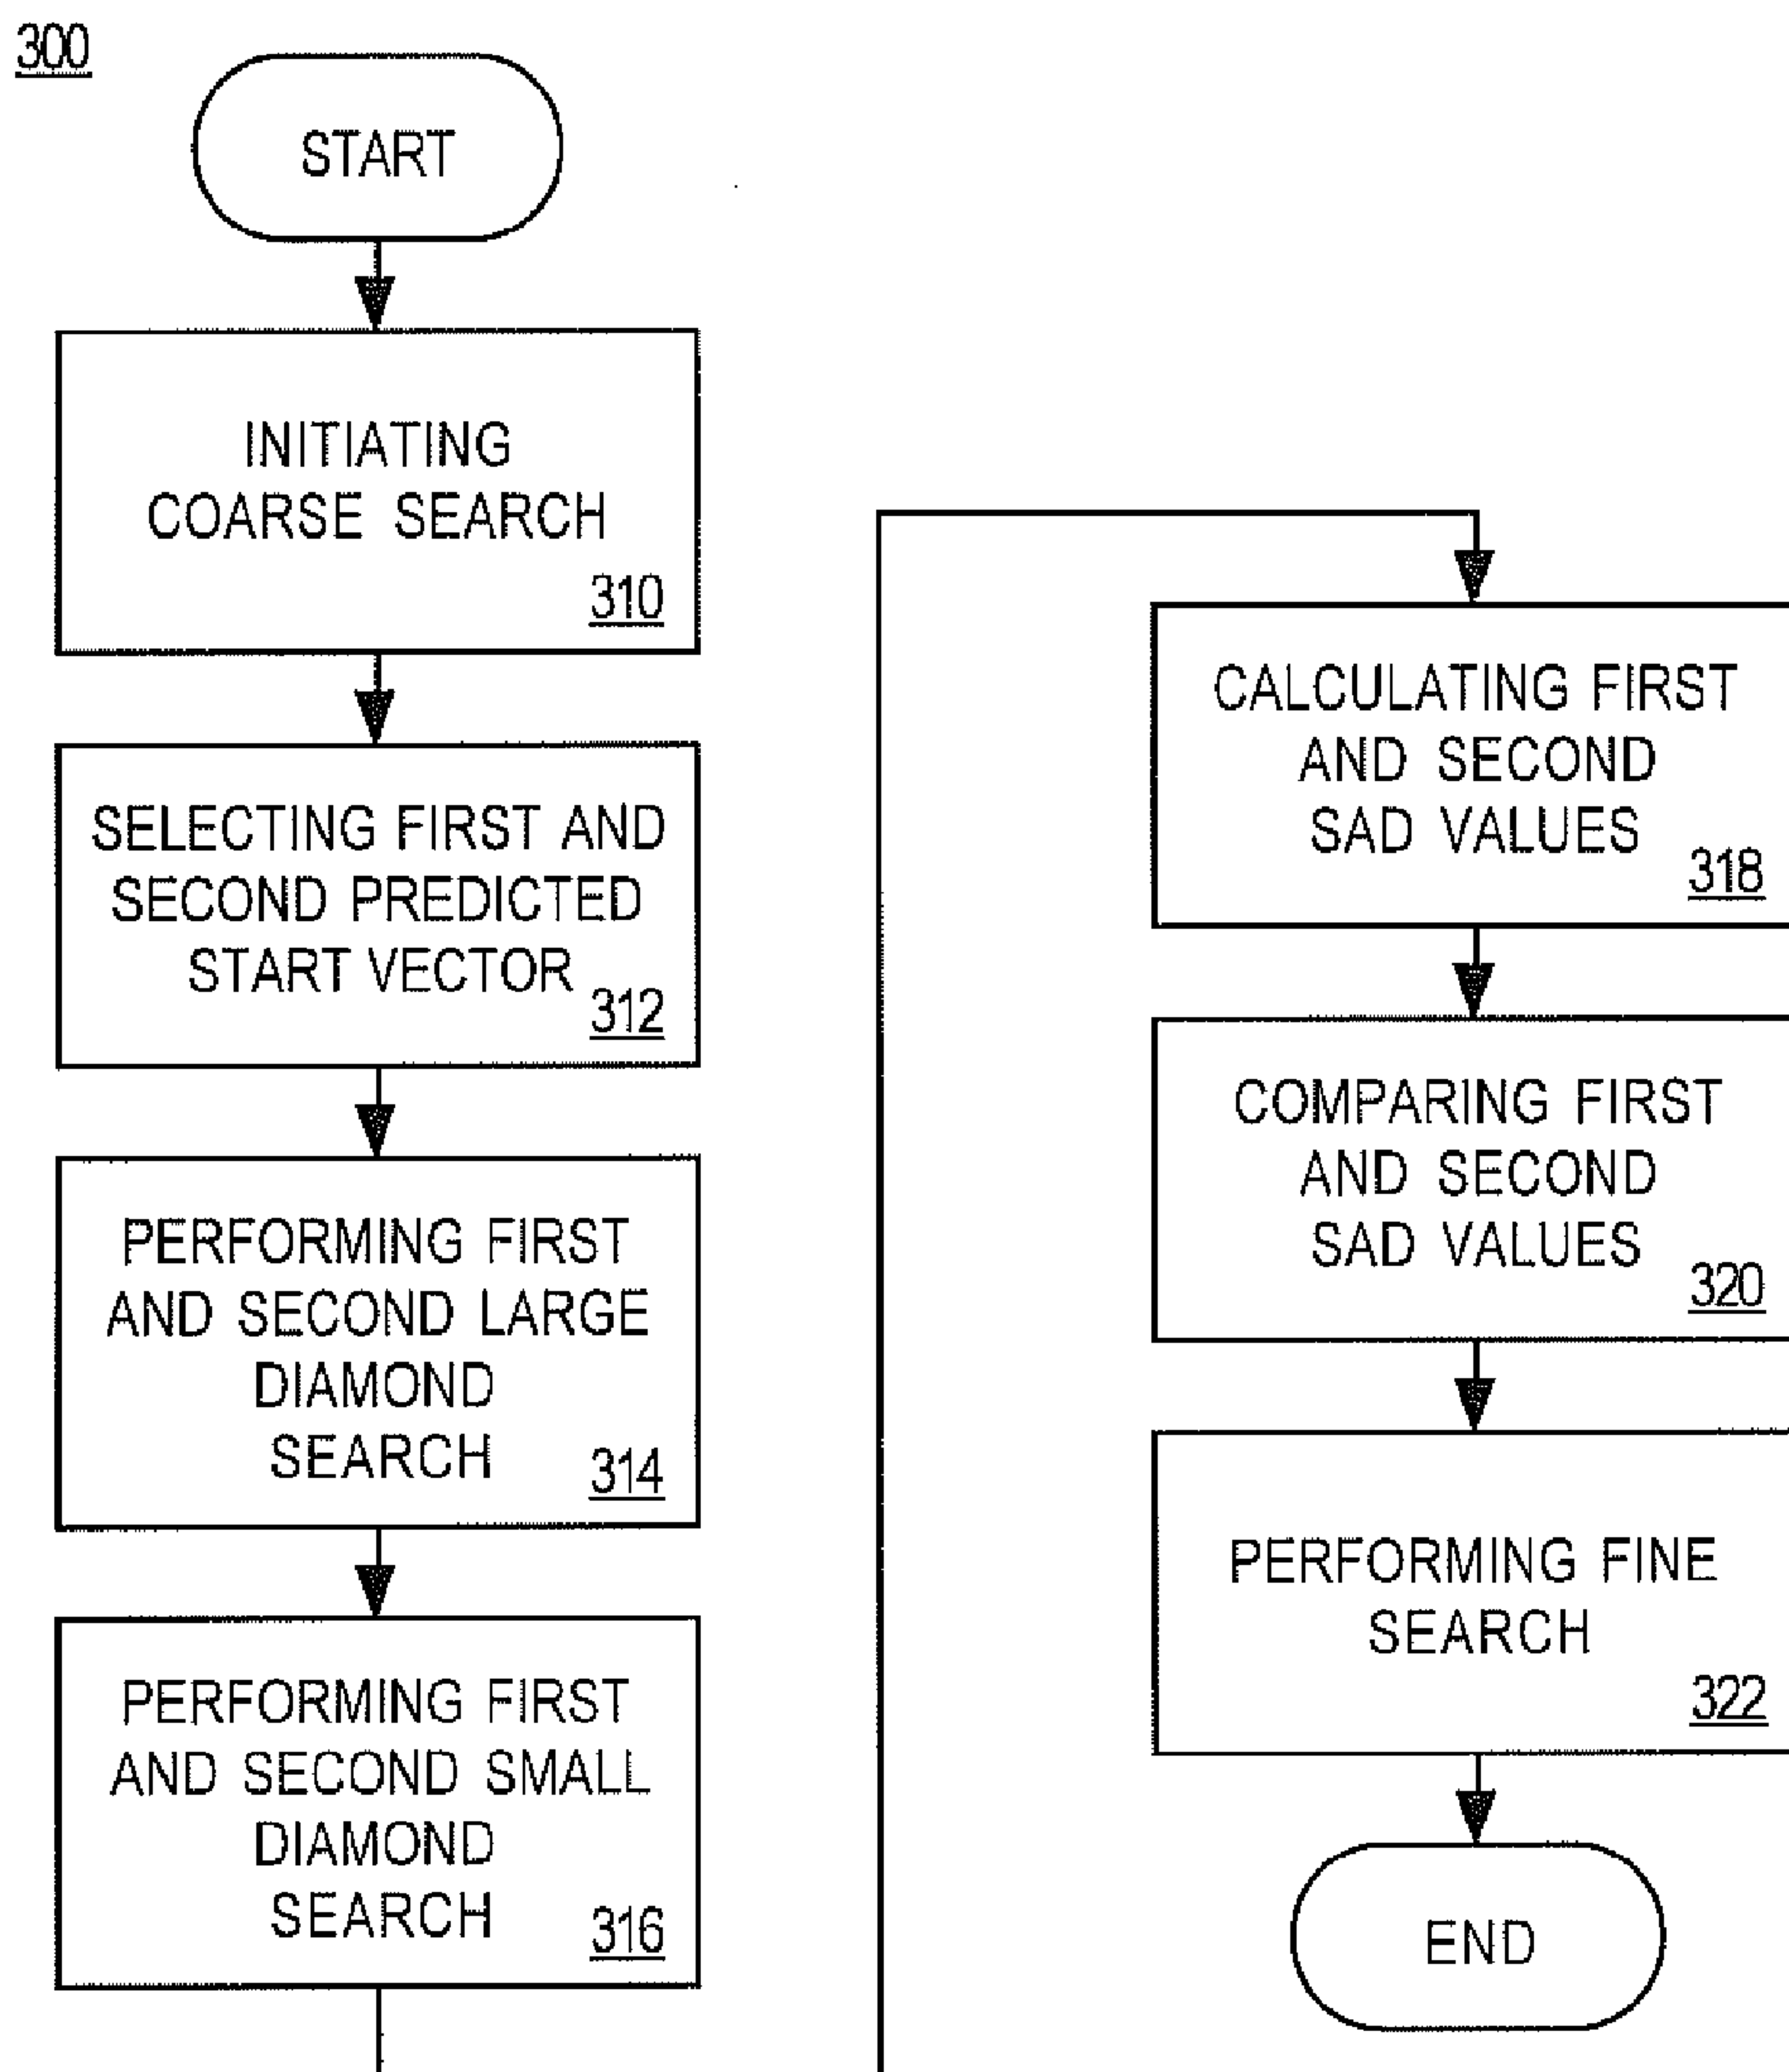 300
START
INITIATING
COARSE SEARCH
310
SELECTING FIRST AND
SECOND PREDICTED
START VECTOR
312
PERFORMING FIRST
AND SECOND LARGE
DIAMOND
SEARCH
314
PERFORMING FIRST
AND SECOND SMALL
DIAMOND
SEARCH
316
CALCULATING FIRST
AND SECOND
SAD VALUES
318
COMPARING FIRST
AND SECOND
SAD VALUES
320
PERFORMING FINE
SEARCH
322
END